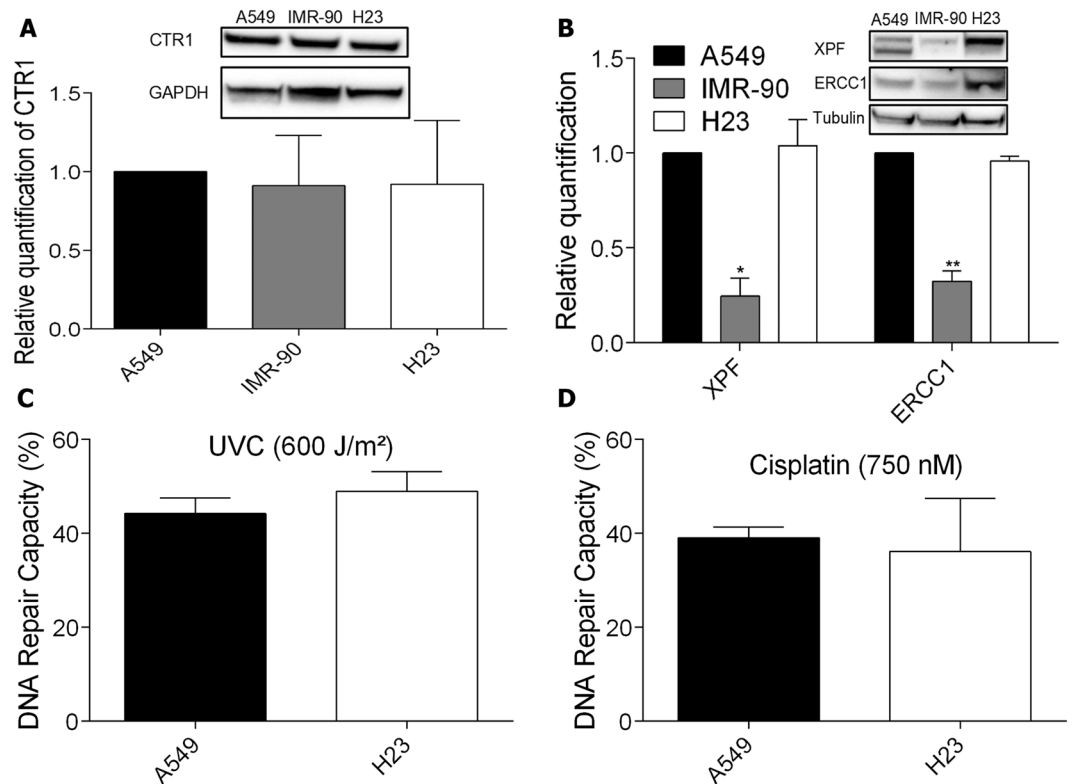 A
A549 IMR-90 H23
CTR1
GAPDH
Relative quantification of CTR1
1.5
1.0
0.5
0.0
A549
IMR-90
H23
B
A549
IMR-90
H23
A549 IMR-90 H23
XPF
ERCC1
Tubulin
Relative quantification
1.5
1.0
0.5
0.0
*
**
XPF
ERCC1
C
UVC (600 J/m²)
DNA Repair Capacity (%)
60
40
20
0
A549
H23
D
Cisplatin (750 nM)
DNA Repair Capacity (%)
60
40
20
0
A549
H23